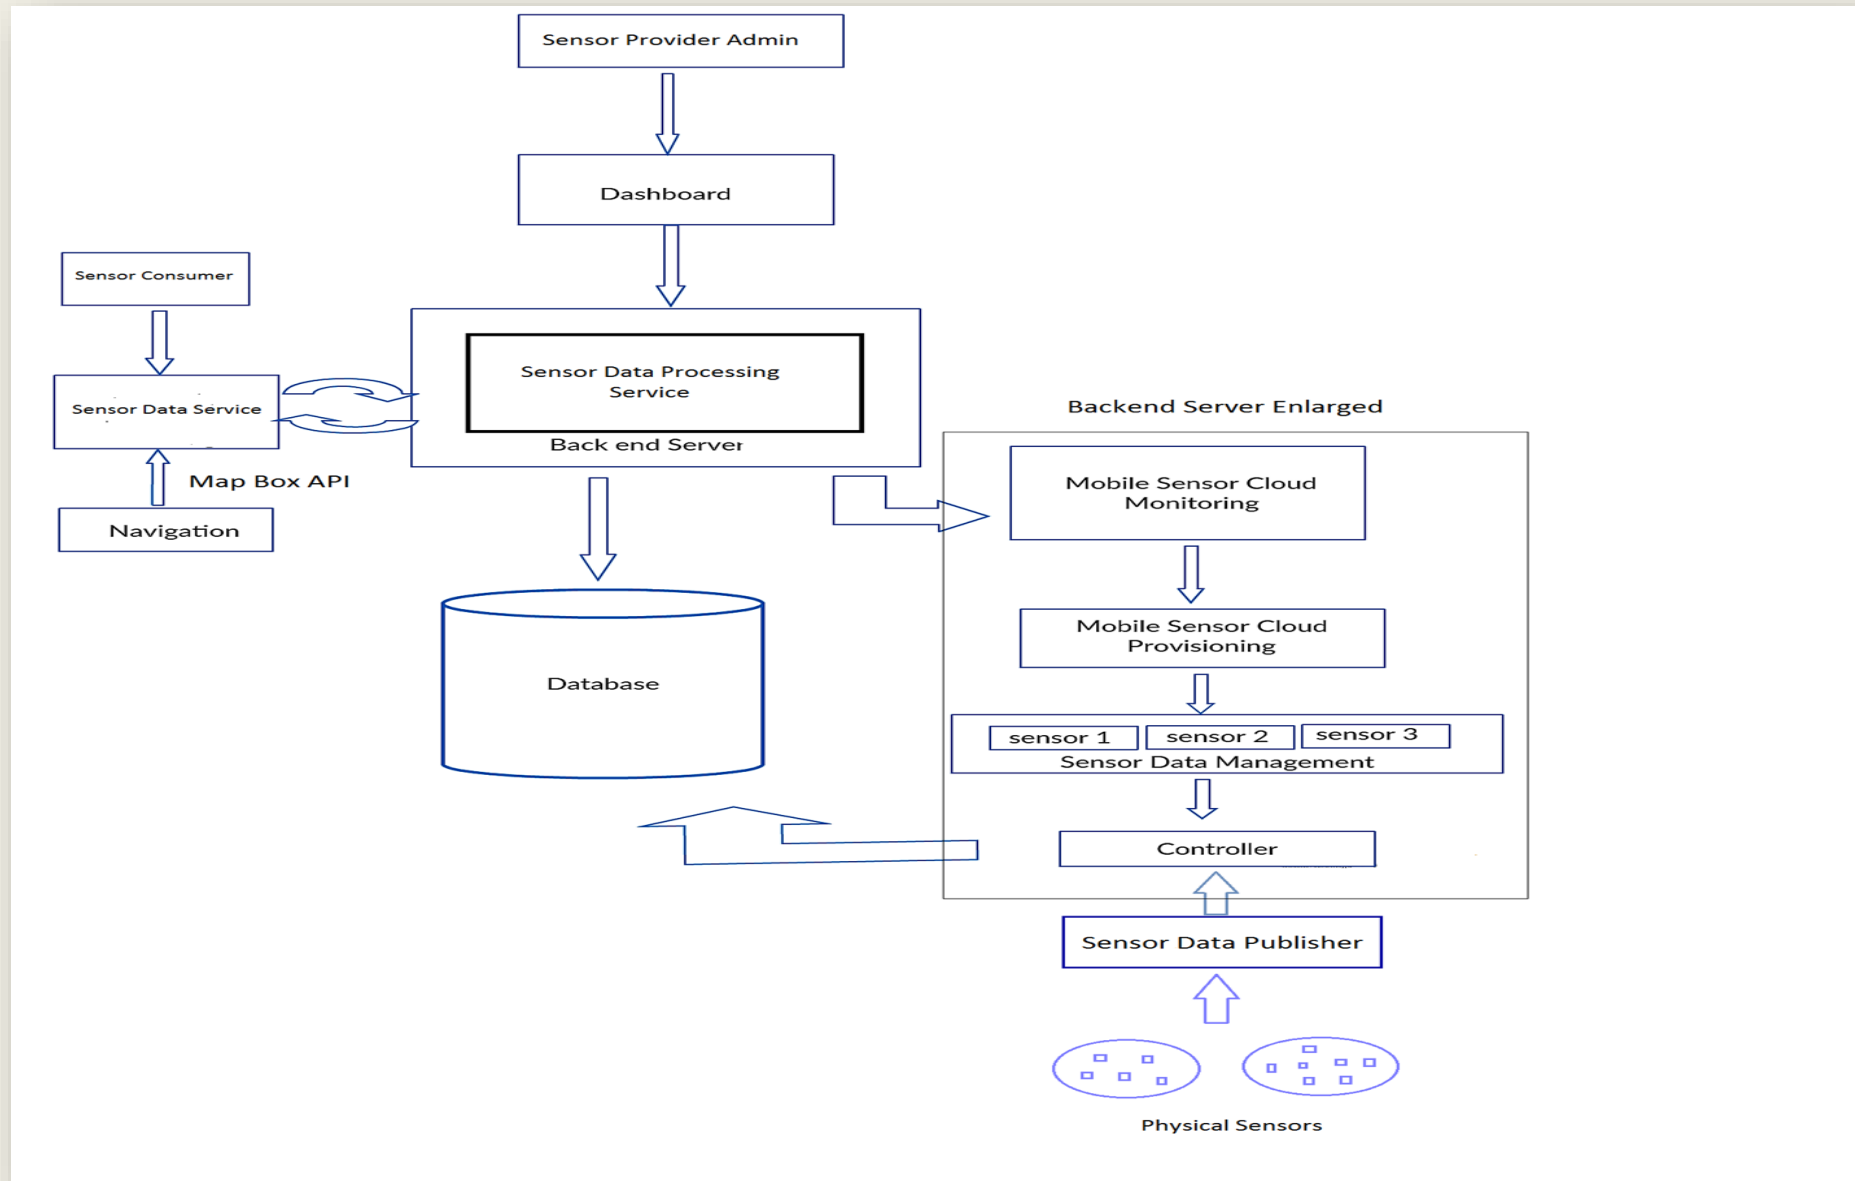 Sensor Provider Admin
Dashboard
Sensor Consumer
Sensor Data Processing
Service
Back end Server
Sensor Data Service
Map Box API
Navigation
Database
Backend Server Enlarged
Mobile Sensor Cloud
Monitoring
Mobile Sensor Cloud
Provisioning
sensor 1
sensor 2
sensor 3
Sensor Data Management
Controller
Sensor Data Publisher
Physical Sensors